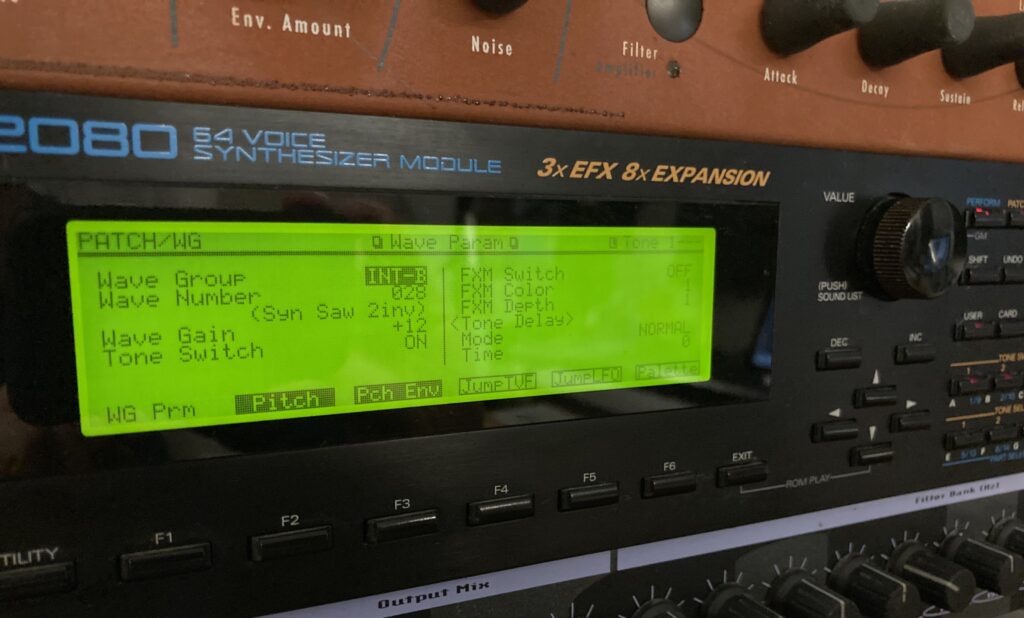 Env. Amount
Noise
Filter
Amplifier
Attack
Decay
Sustain
2080
64 VOICE
SYNTHESIZER MODULE
3x EFX 8x EXPANSION
PATCH/WG
Wave Param
Tone 1
Wave Group INT-B
Wave Number 028
(Syn Saw 2inv)
Wave Gain +12
Tone Switch ON
FXM Switch OFF
FXM Color 1
FXM Depth 1
<Tone Delay>
Mode NORMAL
Time 0
WG Prm
Pitch
Pch Env
JumpTVF
JumpLFO
Palette
VALUE
(PUSH)
SOUND LIST
PERFORM
GM
SHIFT
UNDO
USER
CARD
DEC
INC
EXIT
ROM PLAY
F1
F2
F3
F4
F5
F6
Output Mix
Filter Bank (Hz)